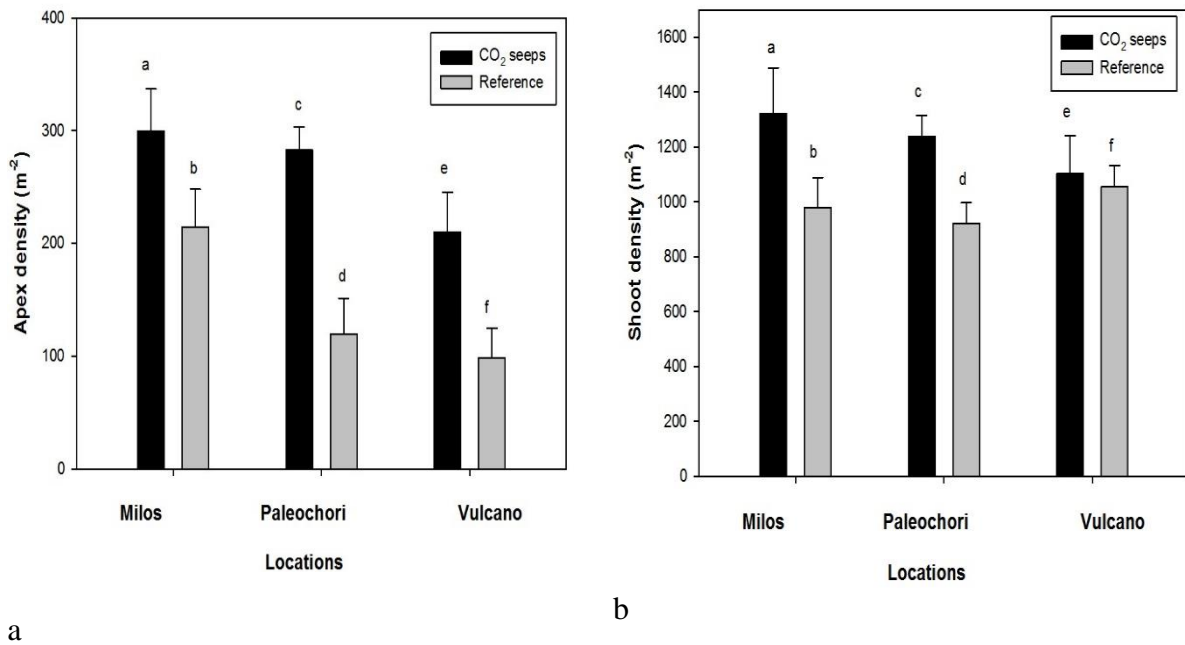 400
300
200
100
0
Apex density (m⁻²)
CO₂ seeps
Reference
a
b
c
d
e
f
Milos Paleochori Vulcano
Locations
a
1600
1400
1200
1000
800
600
400
200
0
Shoot density (m⁻²)
CO₂ seeps
Reference
a
b
c
d
e
f
Milos Paleochori Vulcano
Locations
b